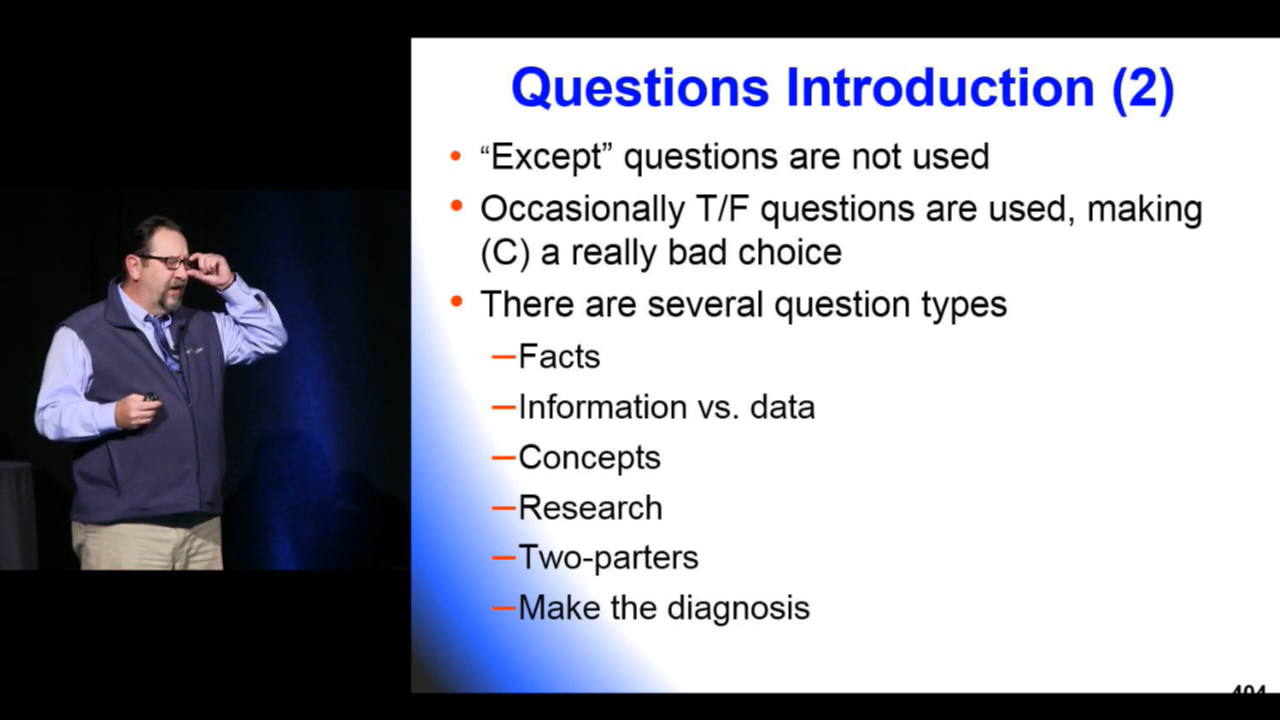 Questions Introduction (2)
• “Except” questions are not used
• Occasionally T/F questions are used, making
(C) a really bad choice
• There are several question types
–Facts
–Information vs. data
–Concepts
–Research
–Two-parters
–Make the diagnosis